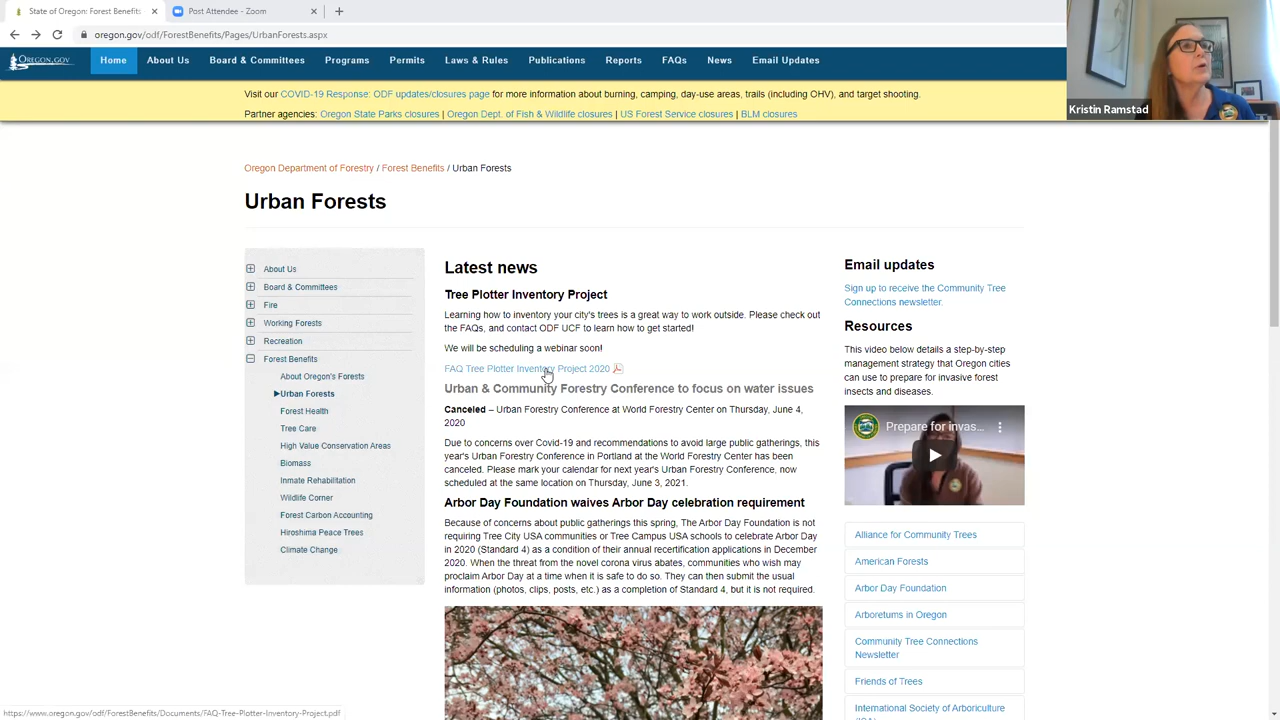 State of Oregon: Forest Benefits
Post Attendee - Zoom
oregon.gov/odf/ForestBenefits/Pages/UrbanForests.aspx
Kristin Ramstad
OREGON.GOV
Home About Us Board & Committees Programs Permits Laws & Rules Publications Reports FAQs News Email Updates
Visit our COVID-19 Response: ODF updates/closures page for more information about burning, camping, day-use areas, trails (including OHV), and target shooting.
Partner agencies: Oregon State Parks closures | Oregon Dept. of Fish & Wildlife closures | US Forest Service closures | BLM closures
Oregon Department of Forestry / Forest Benefits / Urban Forests
Urban Forests
About Us
Board & Committees
Fire
Working Forests
Recreation
Forest Benefits
About Oregon's Forests
Urban Forests
Forest Health
Tree Care
High Value Conservation Areas
Biomass
Inmate Rehabilitation
Wildlife Corner
Forest Carbon Accounting
Hiroshima Peace Trees
Climate Change
Latest news
Tree Plotter Inventory Project
Learning how to inventory your city's trees is a great way to work outside. Please check out
the FAQs, and contact ODF UCF to learn how to get started!
We will be scheduling a webinar soon!
FAQ Tree Plotter Inventory Project 2020
Urban & Community Forestry Conference to focus on water issues
Canceled – Urban Forestry Conference at World Forestry Center on Thursday, June 4,
2020
Due to concerns over Covid-19 and recommendations to avoid large public gatherings, this
year's Urban Forestry Conference in Portland at the World Forestry Center has been
canceled. Please mark your calendar for next year's Urban Forestry Conference, now
scheduled at the same location on Thursday, June 3, 2021.
Arbor Day Foundation waives Arbor Day celebration requirement
Because of concerns about public gatherings this spring, The Arbor Day Foundation is not
requiring Tree City USA communities or Tree Campus USA schools to celebrate Arbor Day
in 2020 (Standard 4) as a condition of their annual recertification applications in December
2020. When the threat from the novel corona virus abates, communities who wish may
proclaim Arbor Day at a time when it is safe to do so. They can then submit the usual
information (photos, clips, posts, etc.) as a completion of Standard 4, but it is not required.
Email updates
Sign up to receive the Community Tree
Connections newsletter.
Resources
This video below details a step-by-step
management strategy that Oregon cities
can use to prepare for invasive forest
insects and diseases.
Prepare for invas...
Alliance for Community Trees
American Forests
Arbor Day Foundation
Arboretums in Oregon
Community Tree Connections
Newsletter
Friends of Trees
International Society of Arboriculture
https://www.oregon.gov/odf/ForestBenefits/Documents/FAQ-Tree-Plotter-Inventory-Project.pdf